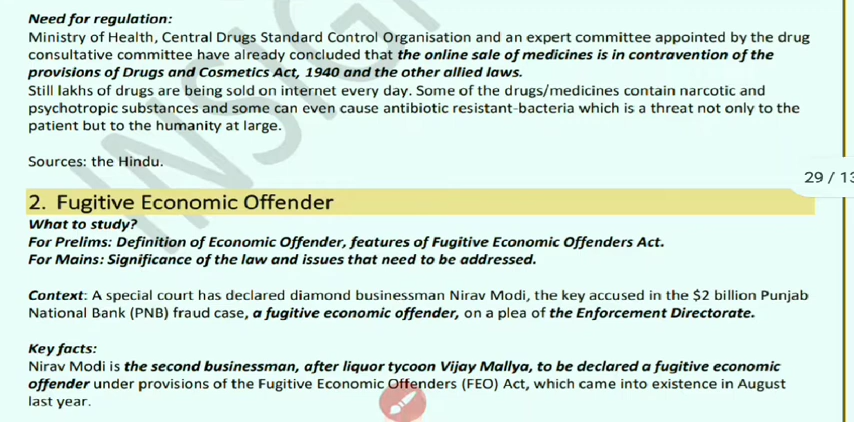 Need for regulation:
Ministry of Health, Central Drugs Standard Control Organisation and an expert committee appointed by the drug
consultative committee have already concluded that the online sale of medicines is in contravention of the
provisions of Drugs and Cosmetics Act, 1940 and the other allied laws.
Still lakhs of drugs are being sold on internet every day. Some of the drugs/medicines contain narcotic and
psychotropic substances and some can even cause antibiotic resistant-bacteria which is a threat not only to the
patient but to the humanity at large.
Sources: the Hindu.
29 / 13
2. Fugitive Economic Offender
What to study?
For Prelims: Definition of Economic Offender, features of Fugitive Economic Offenders Act.
For Mains: Significance of the law and issues that need to be addressed.
Context: A special court has declared diamond businessman Nirav Modi, the key accused in the $2 billion Punjab
National Bank (PNB) fraud case, a fugitive economic offender, on a plea of the Enforcement Directorate.
Key facts:
Nirav Modi is the second businessman, after liquor tycoon Vijay Mallya, to be declared a fugitive economic
offender under provisions of the Fugitive Economic Offenders (FEO) Act, which came into existence in August
last year.